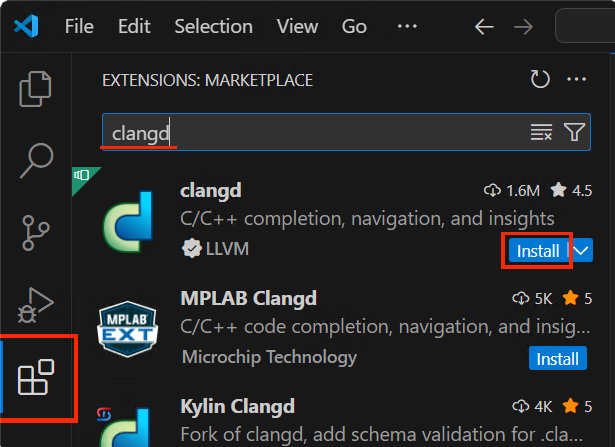 File Edit Selection View Go ···
EXTENSIONS: MARKETPLACE ···
clangd
clangd 1.6M 4.5
C/C++ completion, navigation, and insights
LLVM Install
MPLAB EXT
MPLAB Clangd 5K 5
C/C++ code completion, navigation, and insig...
Microchip Technology Install
Kylin Clangd 4K 5
Fork of clangd, add schema validation for .cla...